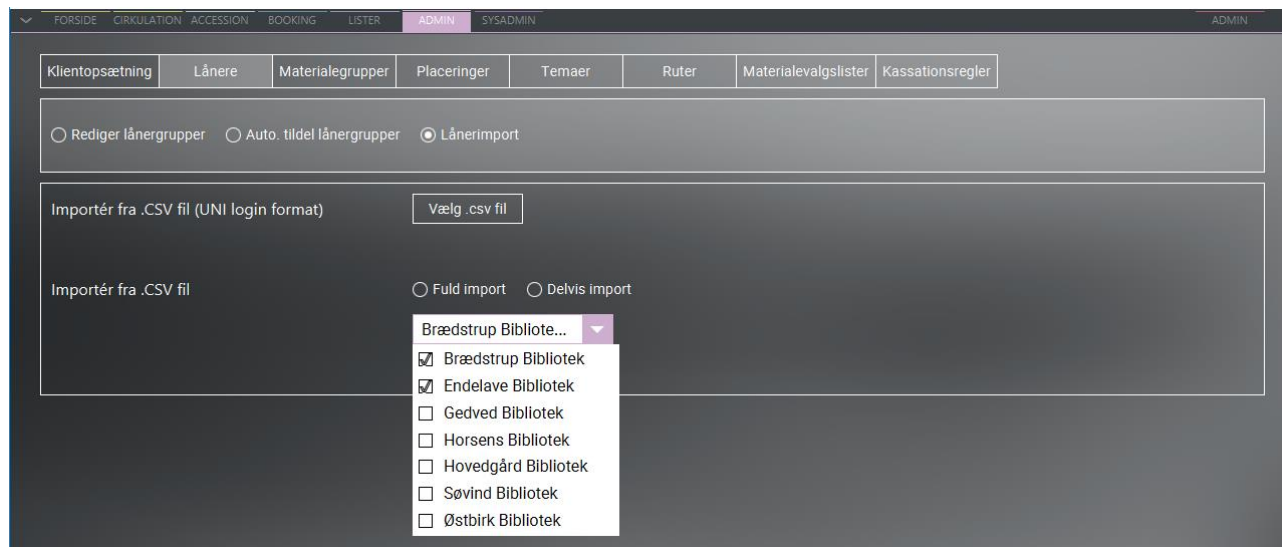 FORSIDE CIRKULATION ACCESSION BOOKING LISTER ADMIN SYSADMIN ADMIN
Klientopsætning Lånere Materialegrupper Placeringer Temaer Ruter Materialevalgslister Kassationsregler
Rediger lånergrupper Auto. tildel lånergrupper Lånerimport
Importér fra .CSV fil (UNI login format) Vælg .csv fil
Importér fra .CSV fil Fuld import Delvis import
Brædstrup Bibliote...
Brædstrup Bibliotek
Endelave Bibliotek
Gedved Bibliotek
Horsens Bibliotek
Hovedgård Bibliotek
Søvind Bibliotek
Østbirk Bibliotek